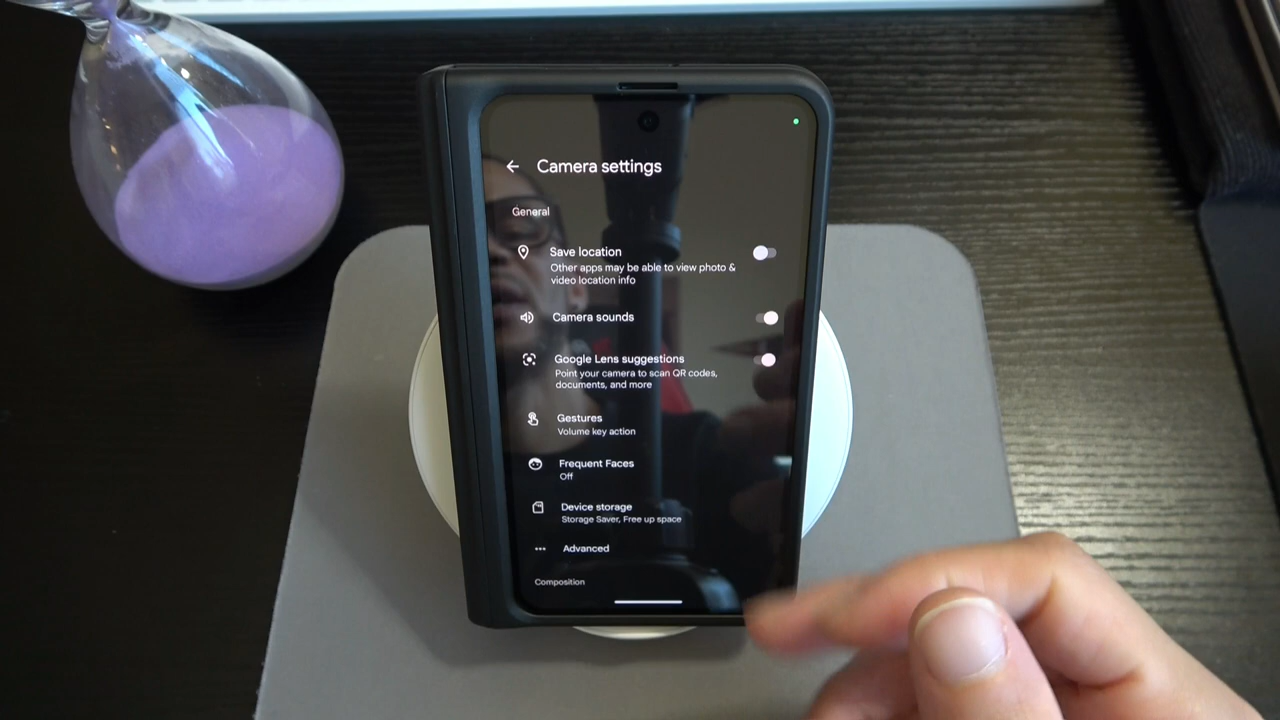 Camera settings
General
Save location
Other apps may be able to view photo &
video location info
Camera sounds
Google Lens suggestions
Point your camera to scan QR codes,
documents, and more
Gestures
Volume key action
Frequent Faces
Off
Device storage
Storage Saver, Free up space
Advanced
Composition